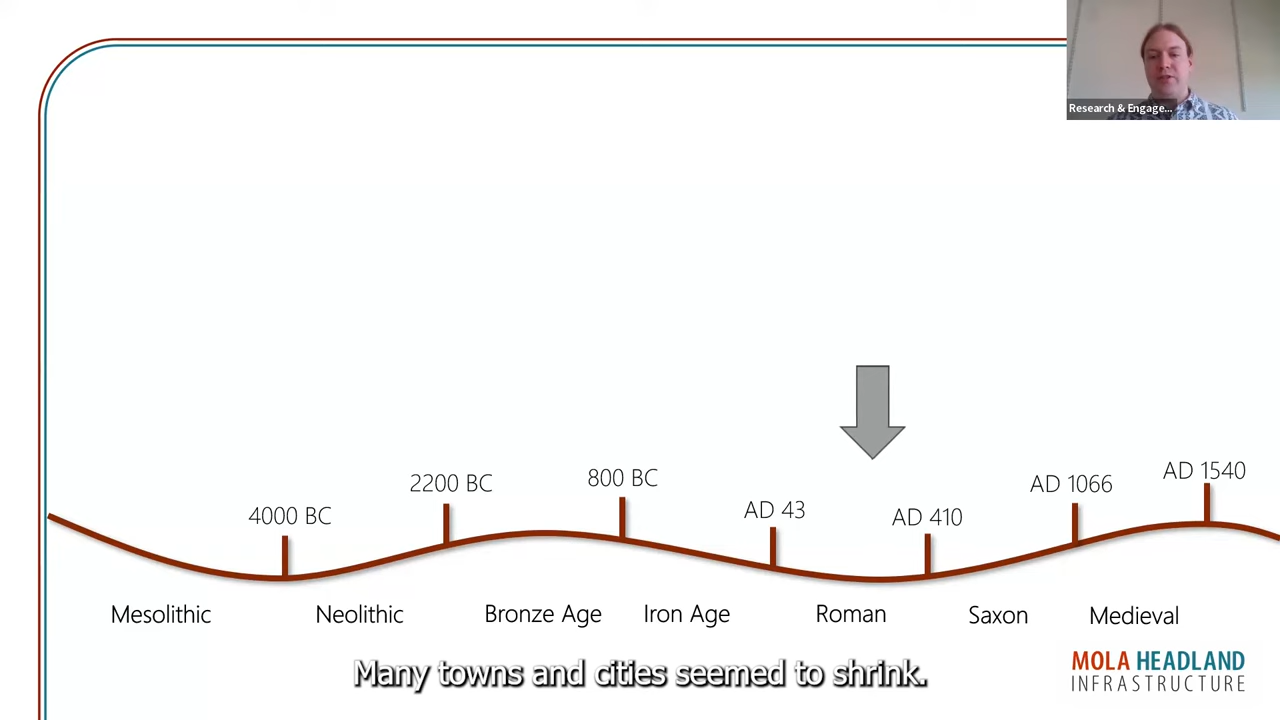 Research & Engage...
AD 1540
2200 BC
800 BC
AD 1066
4000 BC
AD 43
AD 410
Mesolithic
Neolithic
Bronze Age
Iron Age
Roman
Saxon
Medieval
Many towns and cities seemed to shrink.
MOLA HEADLAND
INFRASTRUCTURE